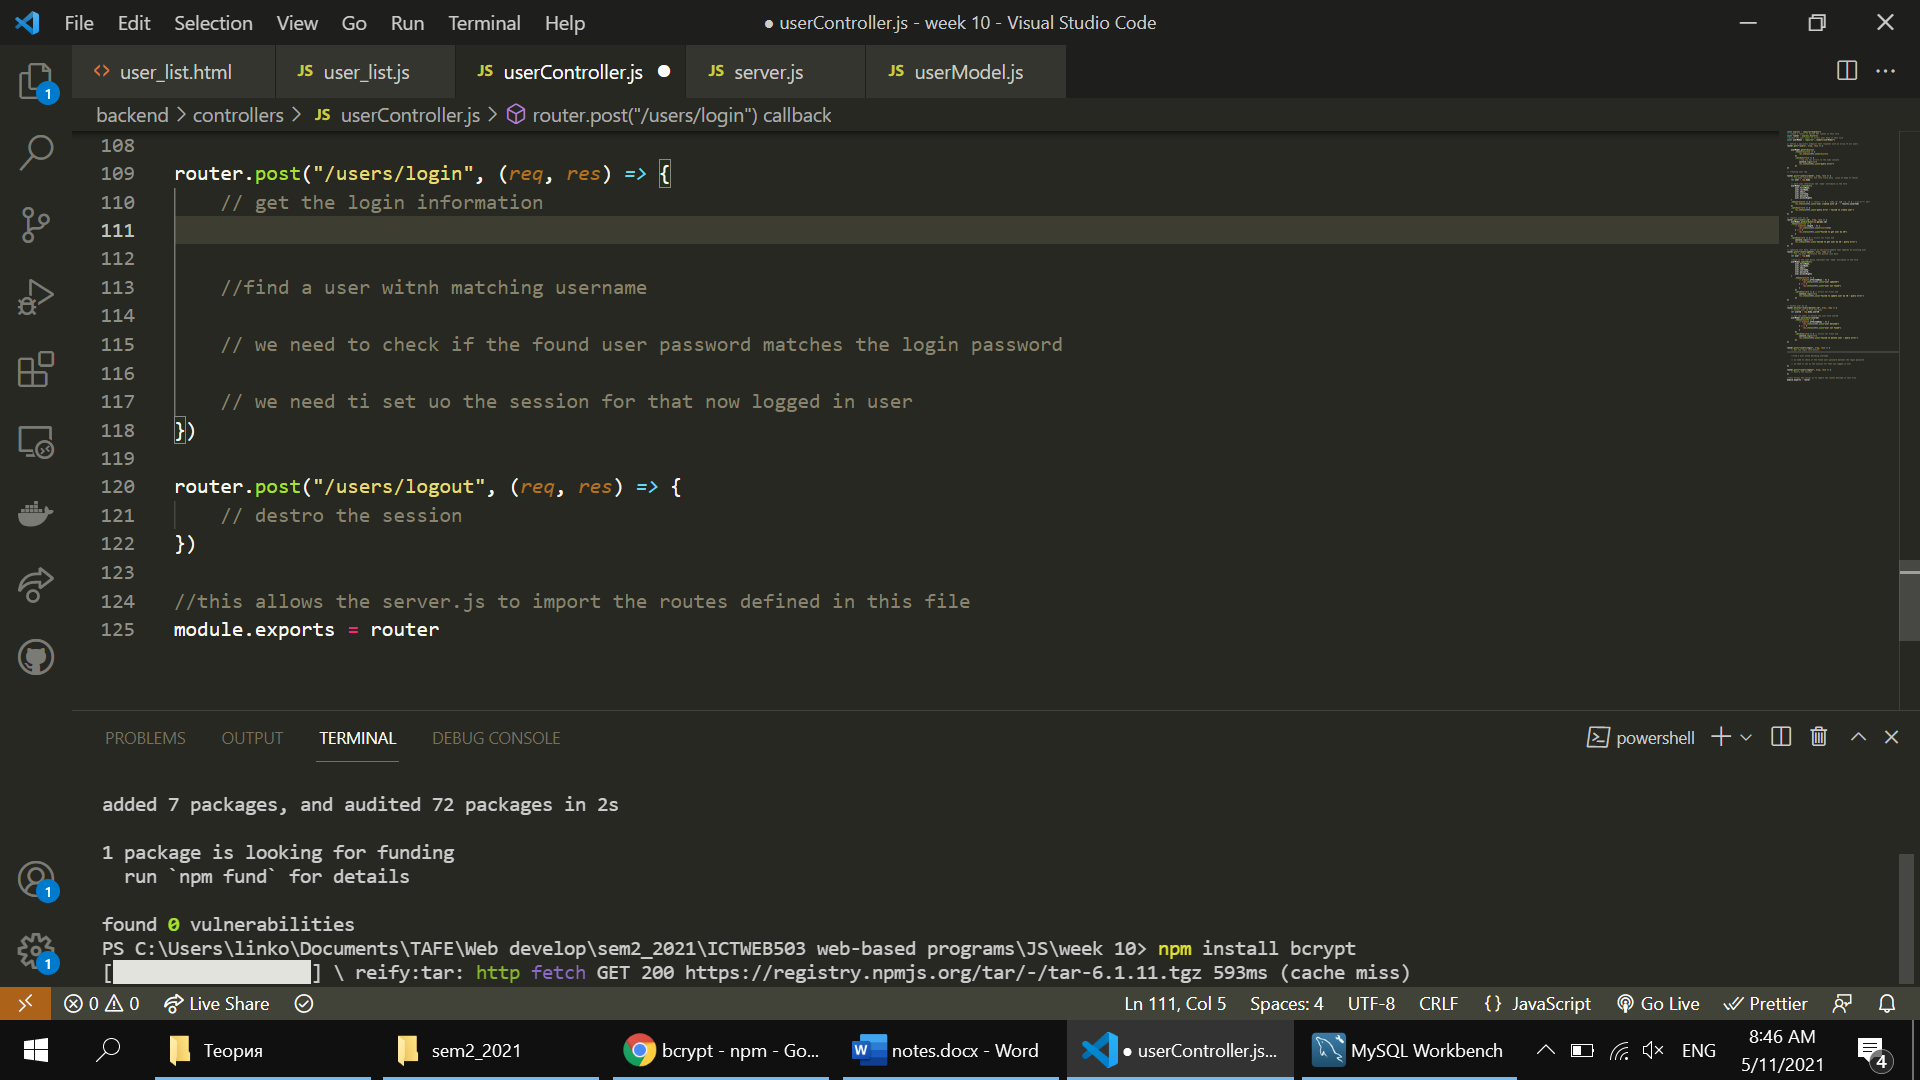 File Edit Selection View Go Run Terminal Help
● userController.js - week 10 - Visual Studio Code
<> user_list.html
JS user_list.js
JS userController.js
JS server.js
JS userModel.js
backend > controllers > JS userController.js > router.post("/users/login") callback
108
109 router.post("/users/login", (req, res) => {
110 // get the login information
111
112
113 //find a user witnh matching username
114
115 // we need to check if the found user password matches the login password
116
117 // we need ti set uo the session for that now logged in user
118 })
119
120 router.post("/users/logout", (req, res) => {
121 // destro the session
122 })
123
124 //this allows the server.js to import the routes defined in this file
125 module.exports = router
PROBLEMS OUTPUT TERMINAL DEBUG CONSOLE
powershell
added 7 packages, and audited 72 packages in 2s
1 package is looking for funding
run `npm fund` for details
found 0 vulnerabilities
PS C:\Users\linko\Documents\TAFE\Web develop\sem2_2021\ICTWEB503 web-based programs\JS\week 10> npm install bcrypt
[ ] \ reify:tar: http fetch GET 200 https://registry.npmjs.org/tar/-/tar-6.1.11.tgz 593ms (cache miss)
1
1
1
0 0 Live Share
Ln 111, Col 5 Spaces: 4 UTF-8 CRLF {} JavaScript Go Live Prettier
Теория
sem2_2021
bcrypt - npm - Go...
notes.docx - Word
● userController.js...
MySQL Workbench
ENG
8:46 AM
5/11/2021
4